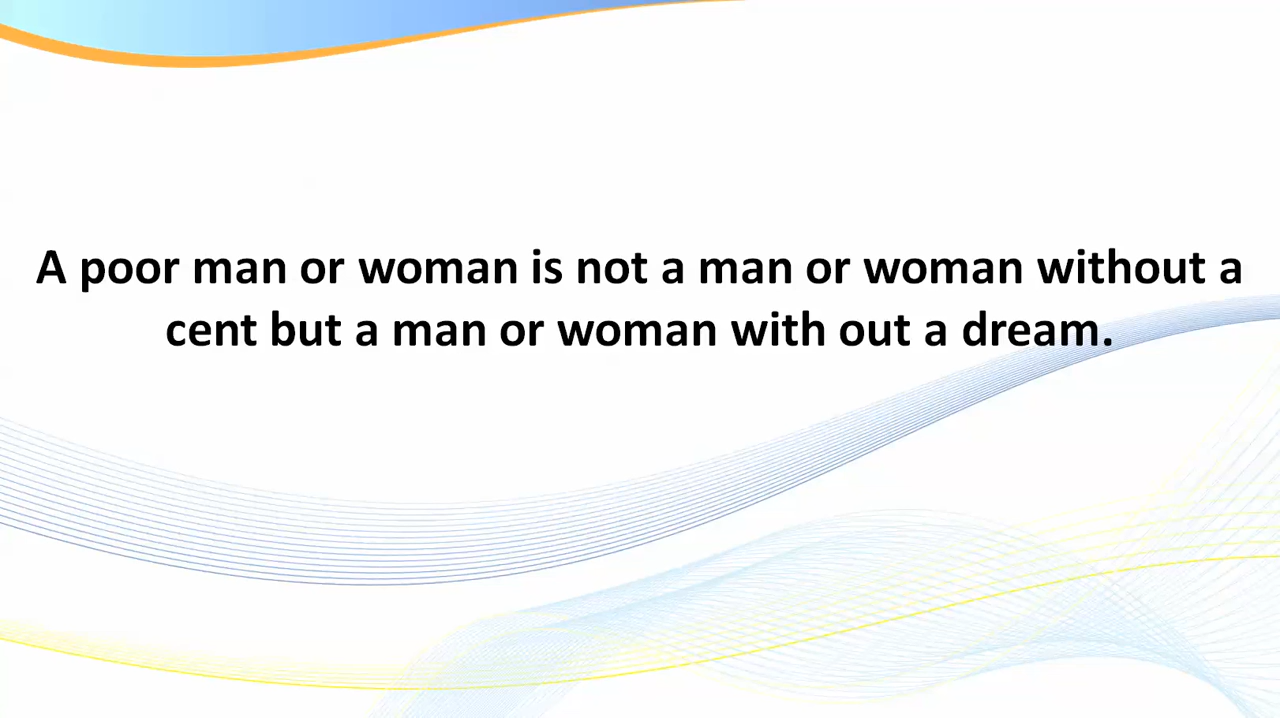 A poor man or woman is not a man or woman without a
cent but a man or woman with out a dream.